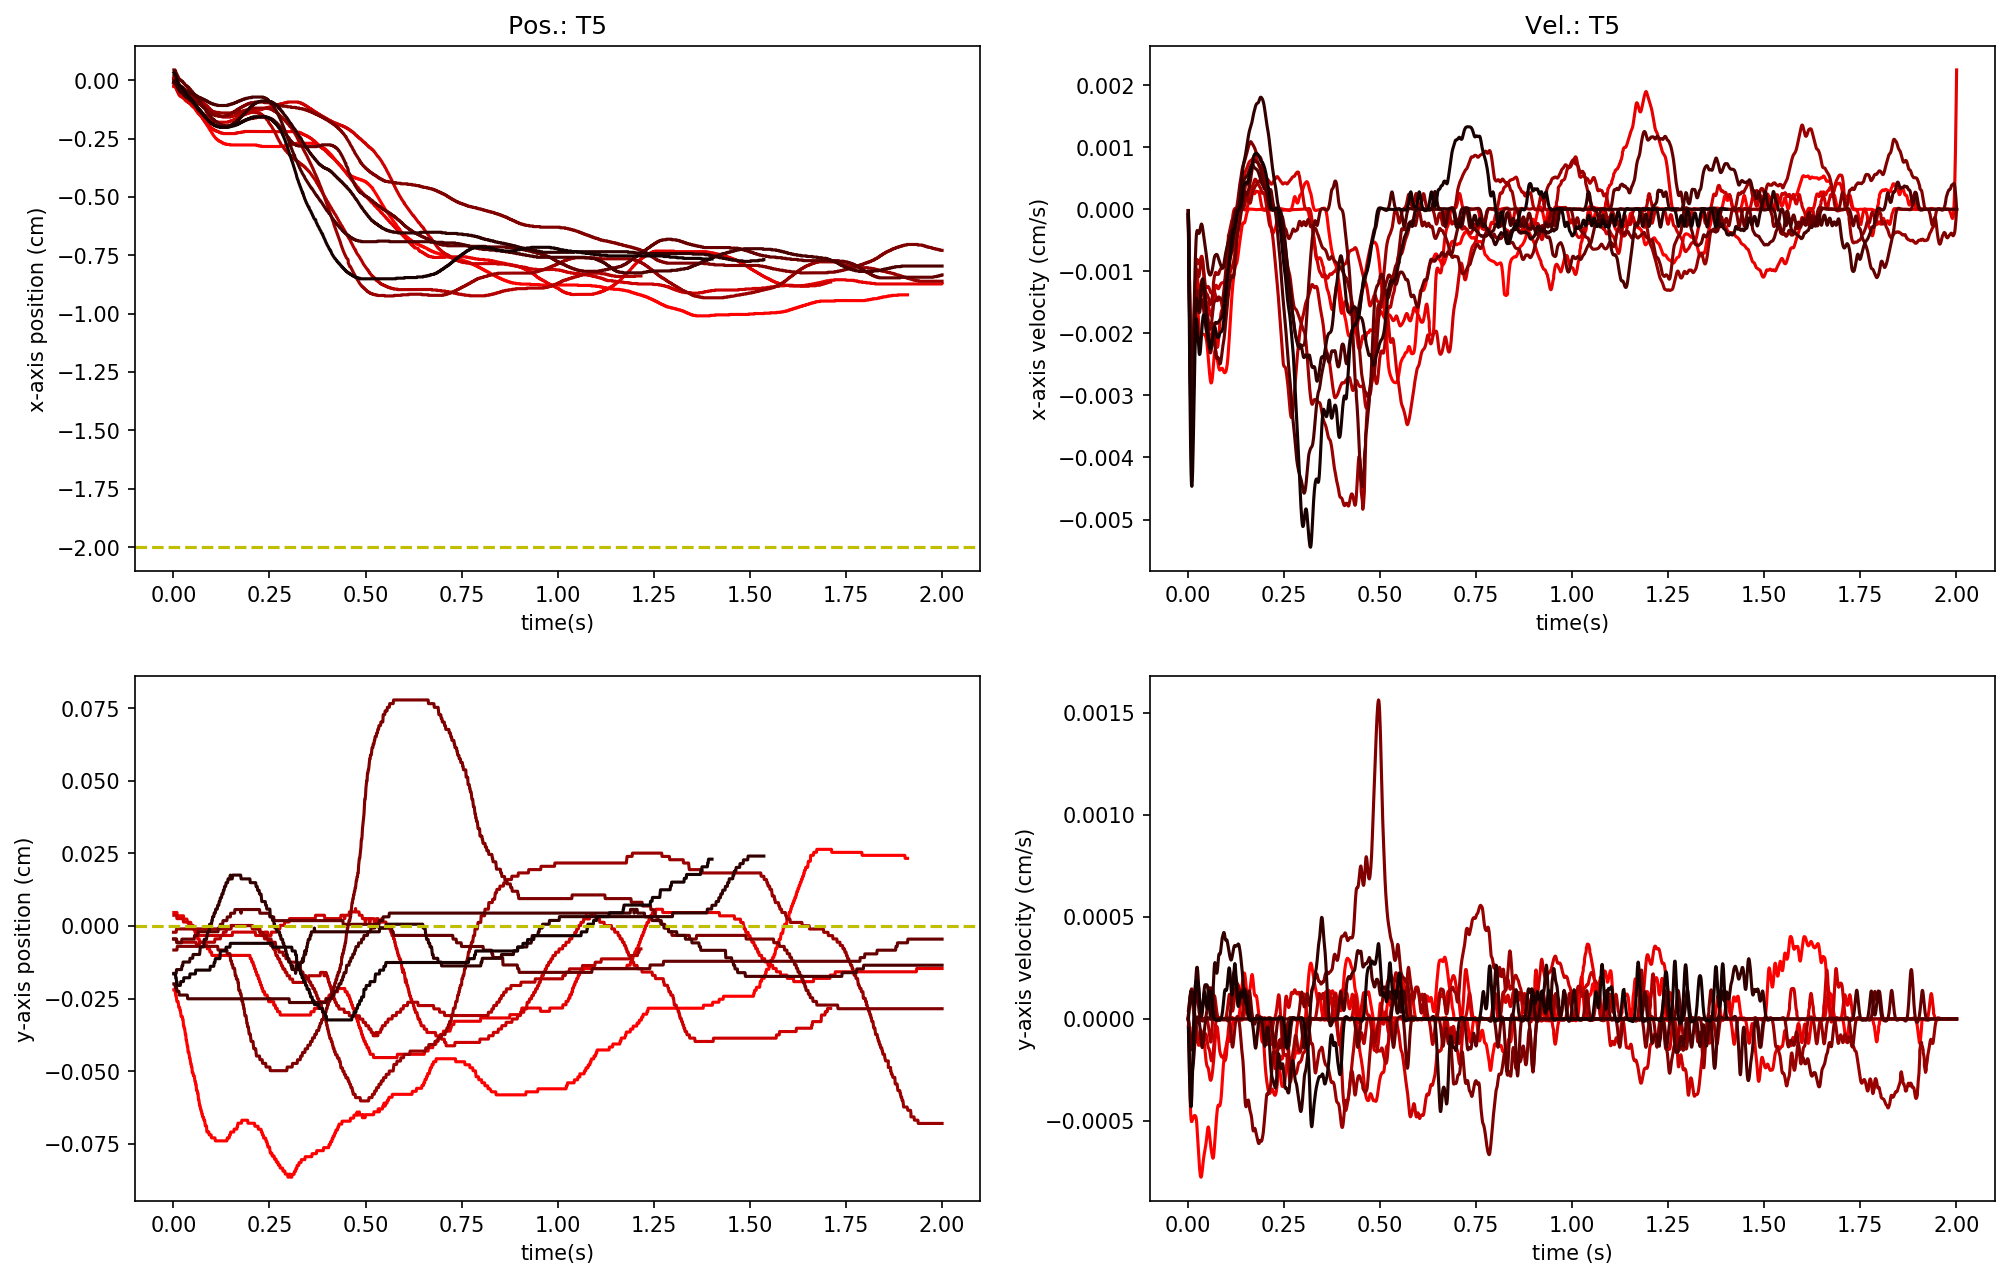 Pos.: T5
x-axis position (cm)
0.00
−0.25
−0.50
−0.75
−1.00
−1.25
−1.50
−1.75
−2.00
0.00 0.25 0.50 0.75 1.00 1.25 1.50 1.75 2.00
time(s)
Vel.: T5
x-axis velocity (cm/s)
0.002
0.001
0.000
−0.001
−0.002
−0.003
−0.004
−0.005
0.00 0.25 0.50 0.75 1.00 1.25 1.50 1.75 2.00
time(s)
y-axis position (cm)
0.075
0.050
0.025
0.000
−0.025
−0.050
−0.075
0.00 0.25 0.50 0.75 1.00 1.25 1.50 1.75 2.00
time(s)
y-axis velocity (cm/s)
0.0015
0.0010
0.0005
0.0000
−0.0005
0.00 0.25 0.50 0.75 1.00 1.25 1.50 1.75 2.00
time (s)